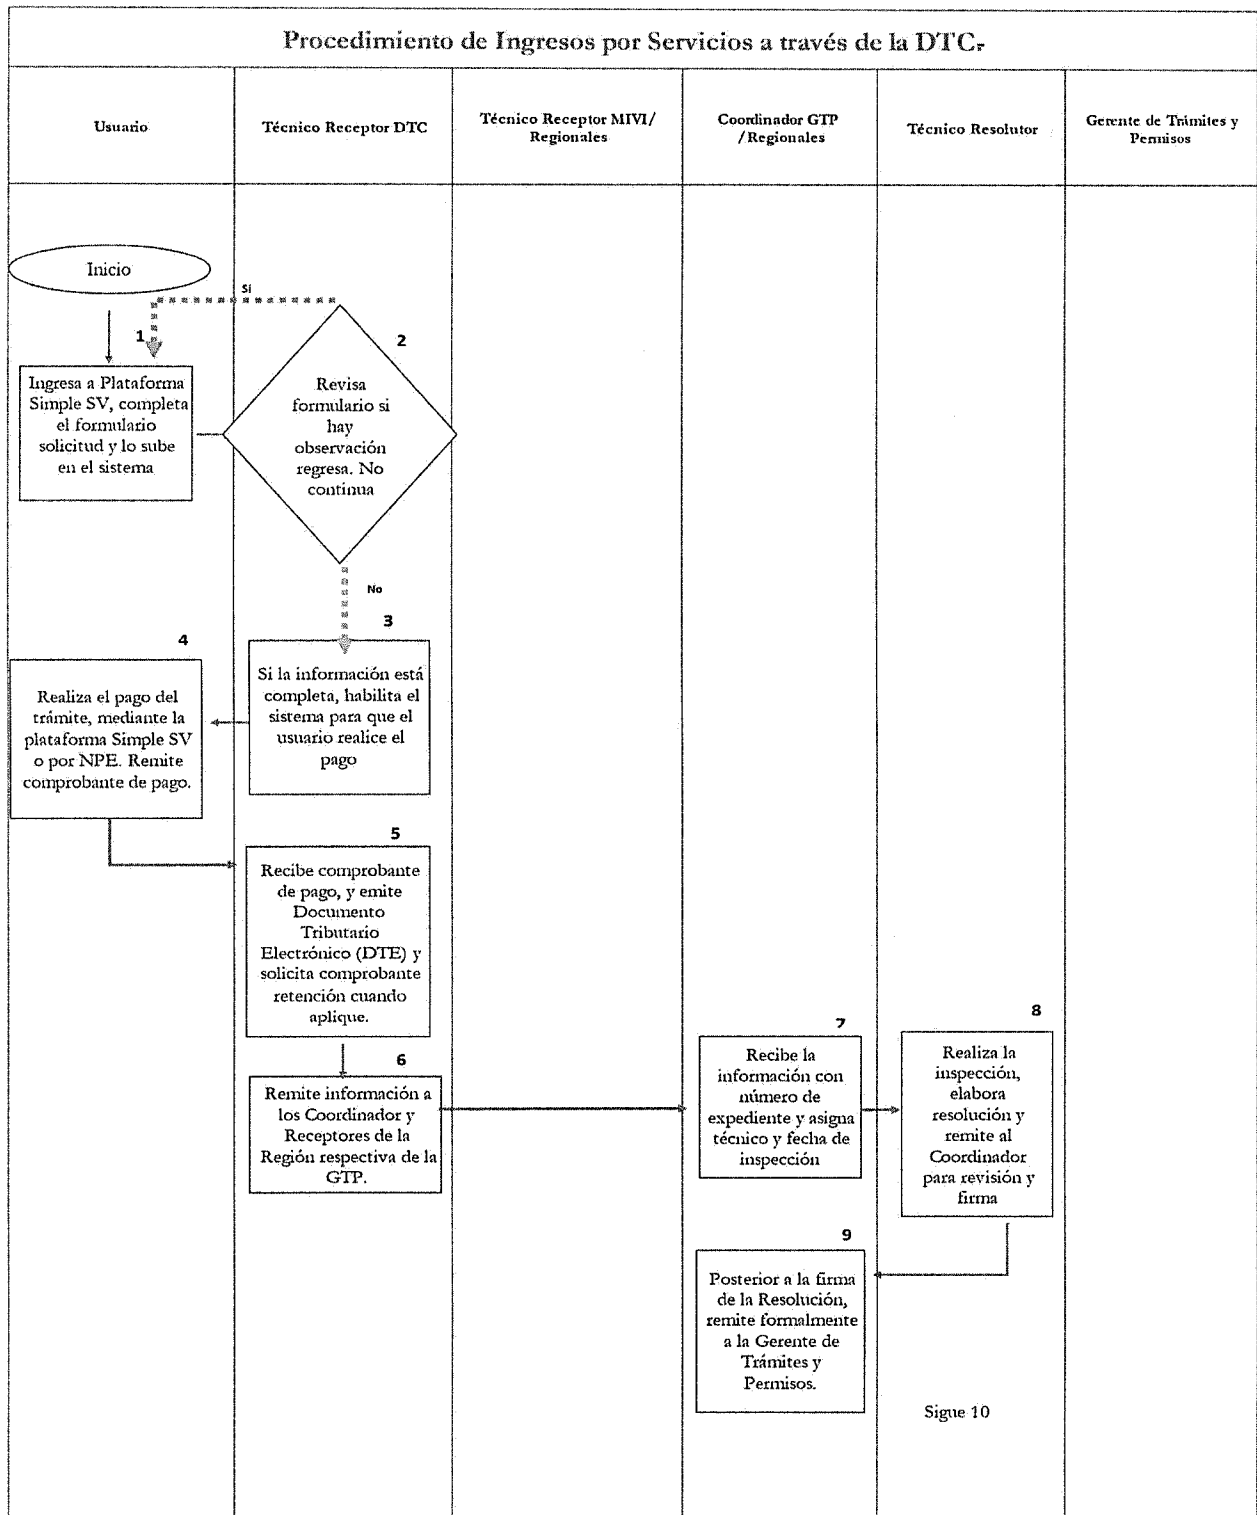 Procedimiento de Ingresos por Servicios a través de la DTC.
Usuario
Técnico Receptor DTC
Técnico Receptor MIVI/
Regionales
Coordinador GTP
/Regionales
Técnico Resolutor
Gerente de Trámites y
Permisos
Inicio
Si
1
Ingresa a Plataforma
Simple SV, completa
el formulario
solicitud y lo sube
en el sistema
2
Revisa
formulario si
hay
observación
regresa. No
continua
No
3
Si la información está
completa, habilita el
sistema para que el
usuario realice el
pago
4
Realiza el pago del
trámite, mediante la
plataforma Simple SV
o por NPE. Remite
comprobante de pago.
5
Recibe comprobante
de pago, y emite
Documento
Tributario
Electrónico (DTE) y
solicita comprobante
retención cuando
aplique.
6
Remite información a
los Coordinador y
Receptores de la
Región respectiva de la
GTP.
7
Recibe la
información con
número de
expediente y asigna
técnico y fecha de
inspección
8
Realiza la
inspección,
elabora
resolución y
remite al
Coordinador
para revisión y
firma
9
Posterior a la firma
de la Resolución,
remite formalmente
a la Gerente de
Trámites y
Permisos.
Sigue 10